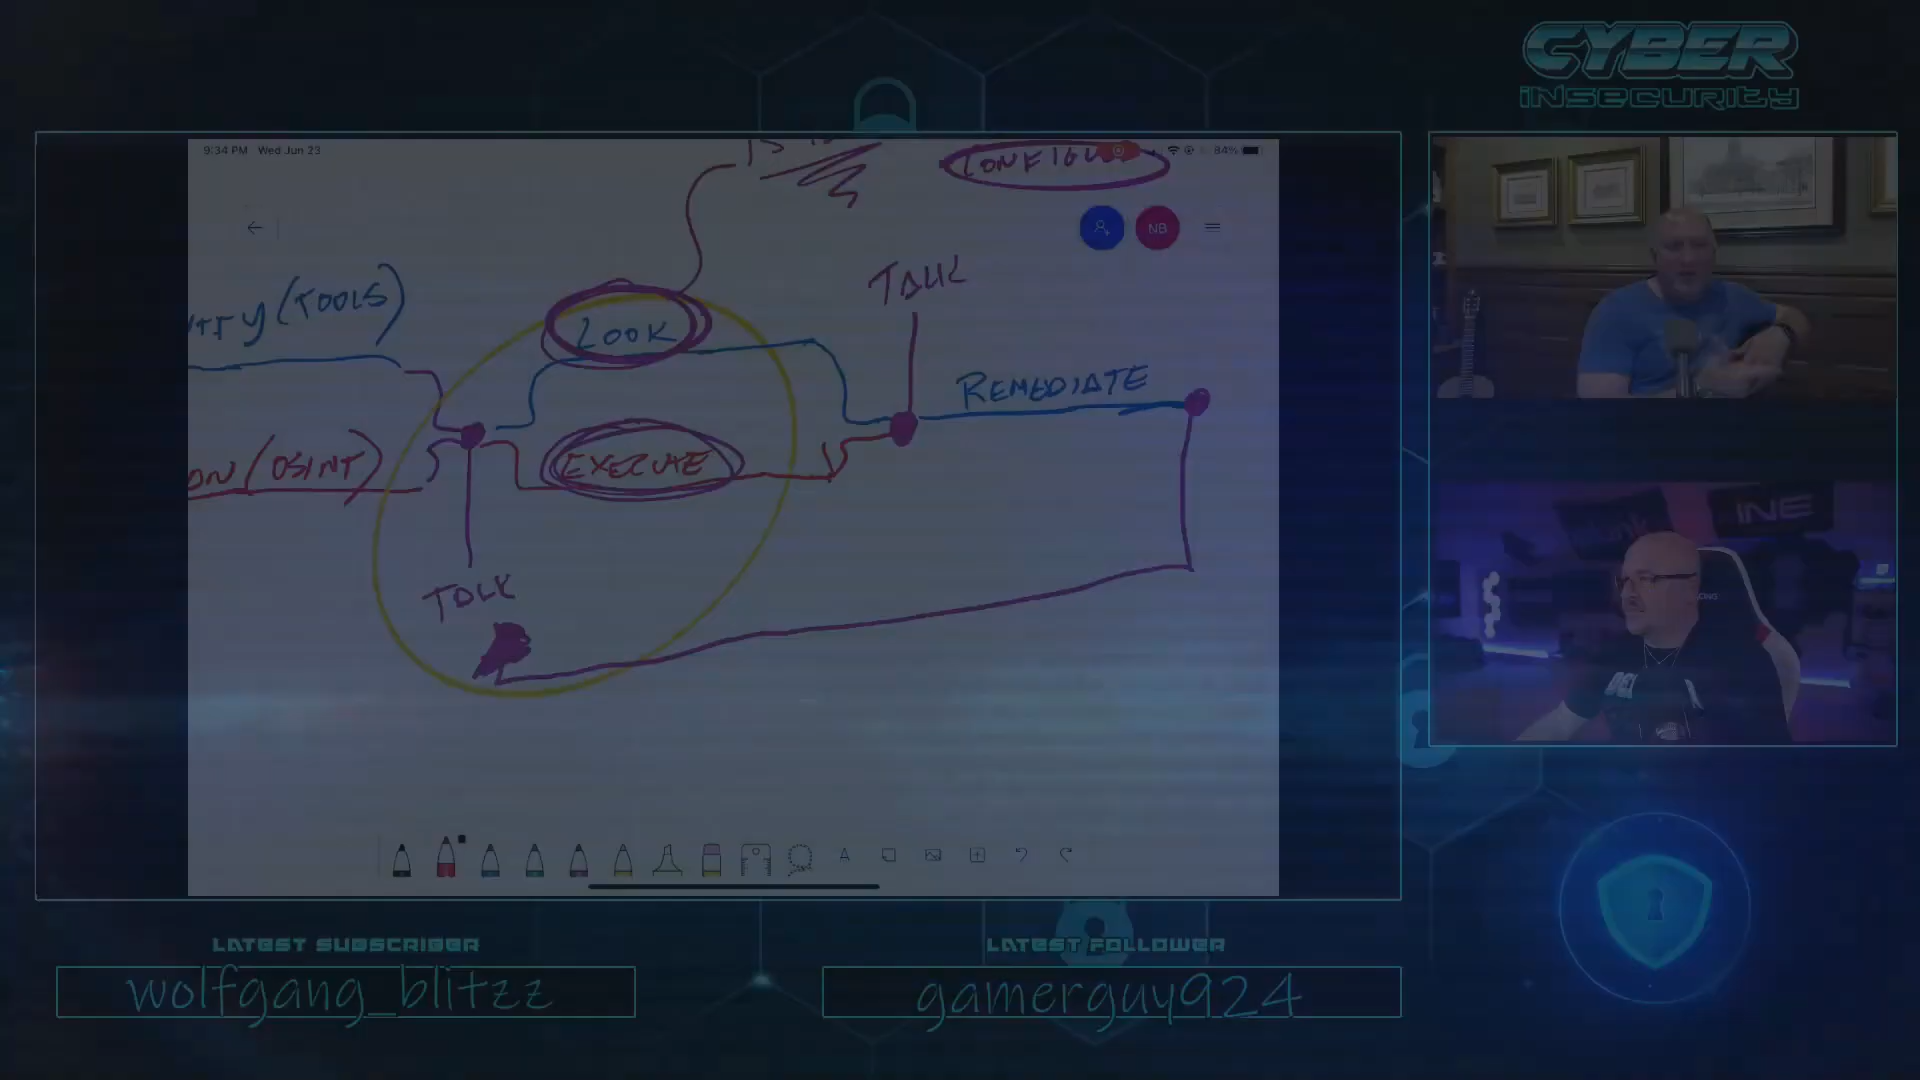 CYBER
INSECURITY
9:34 PM Wed Jun 23
84%
NB
TALK
(TOOLS)
LOOK
REMEDIATE
(OSINT)
EXECUTE
TALK
INE
LATEST SUBSCRIBER
LATEST FOLLOWER
wolfgang_blitzz
gamerguy924